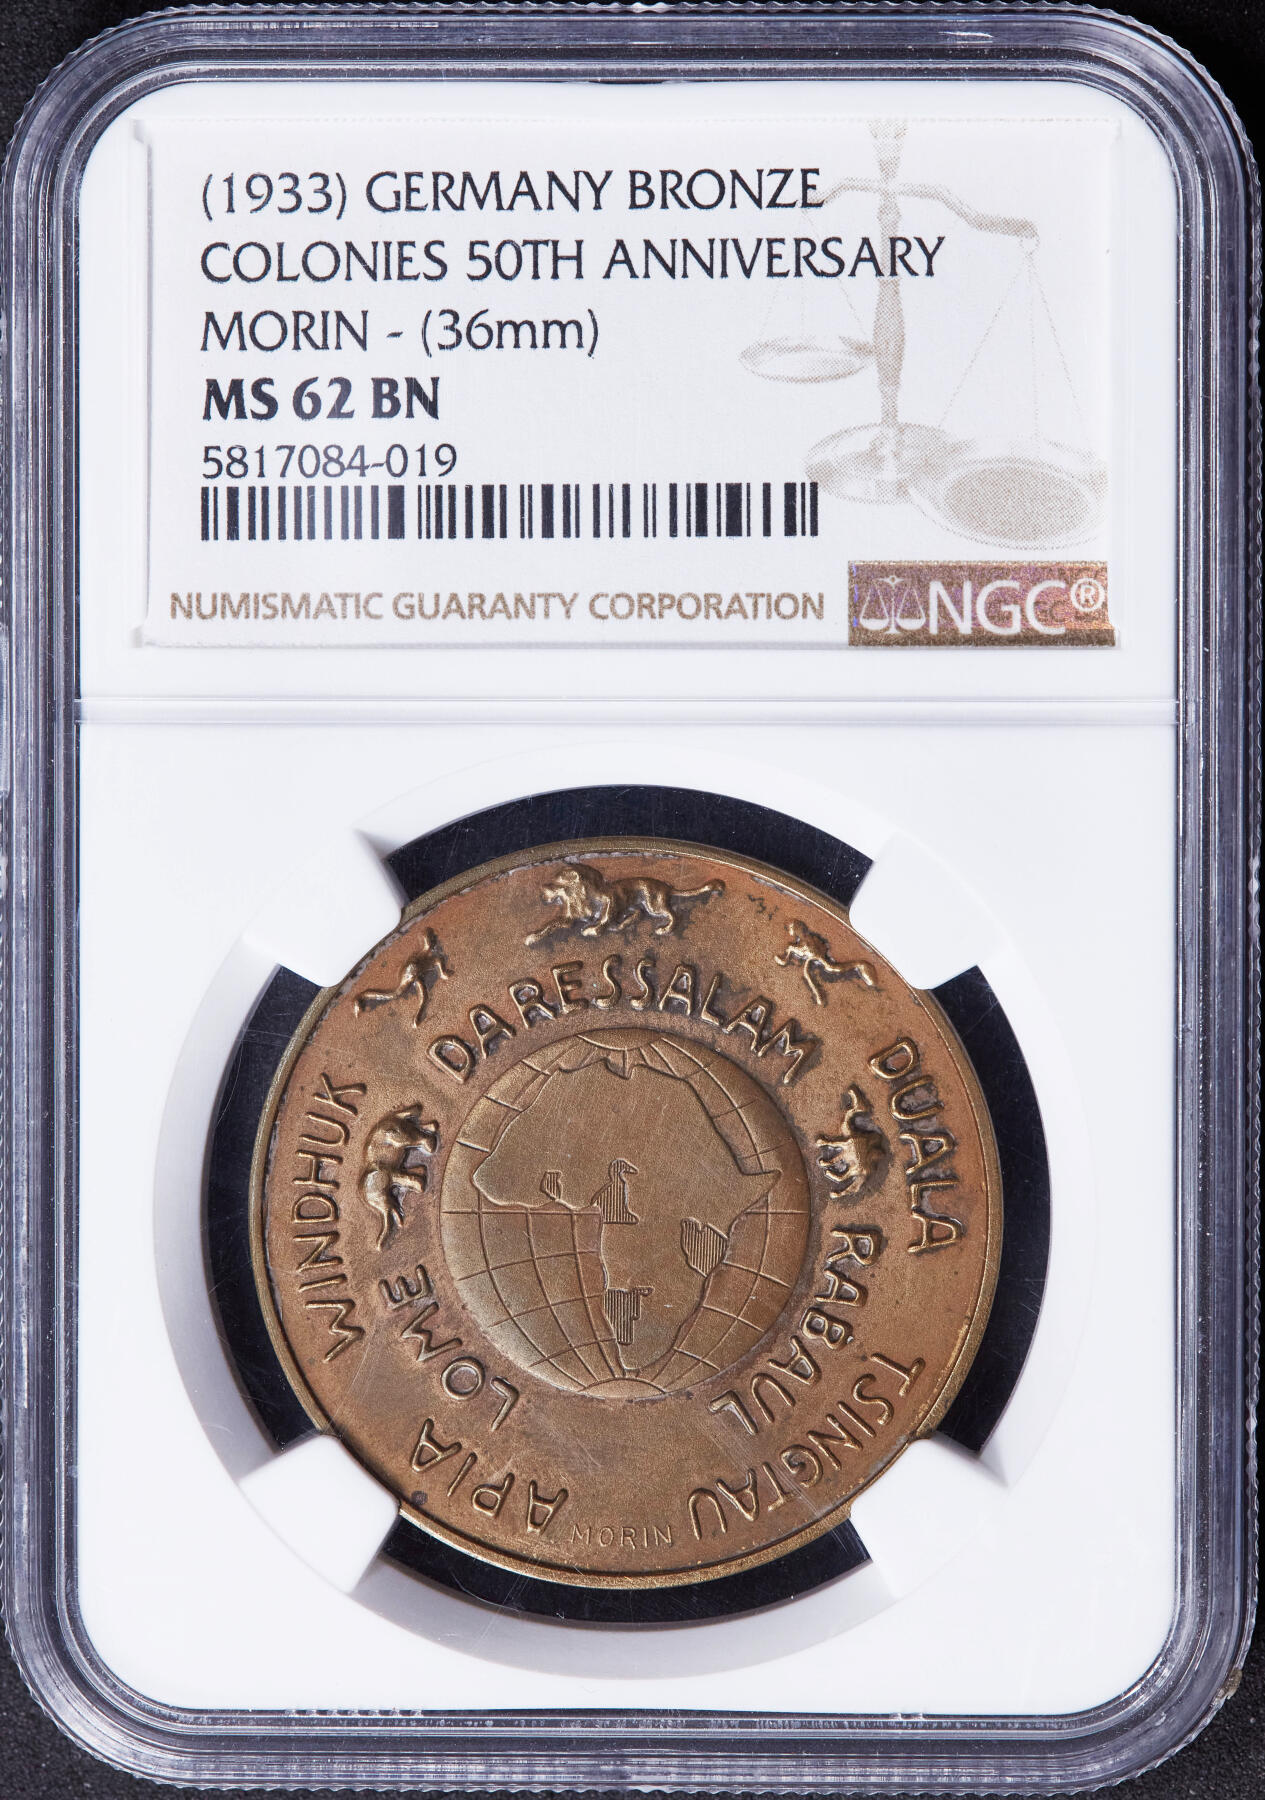 (1933) GERMANY BRONZE
COLONIES 50TH ANNIVERSARY
MORIN - (36mm)
MS 62 BN
5817084-019
NUMISMATIC GUARANTY CORPORATION
NGC®
DARESSALAM
DUALA
WINDHUK
RABAUL
LOME
TSINGTAU
APIA
MORIN